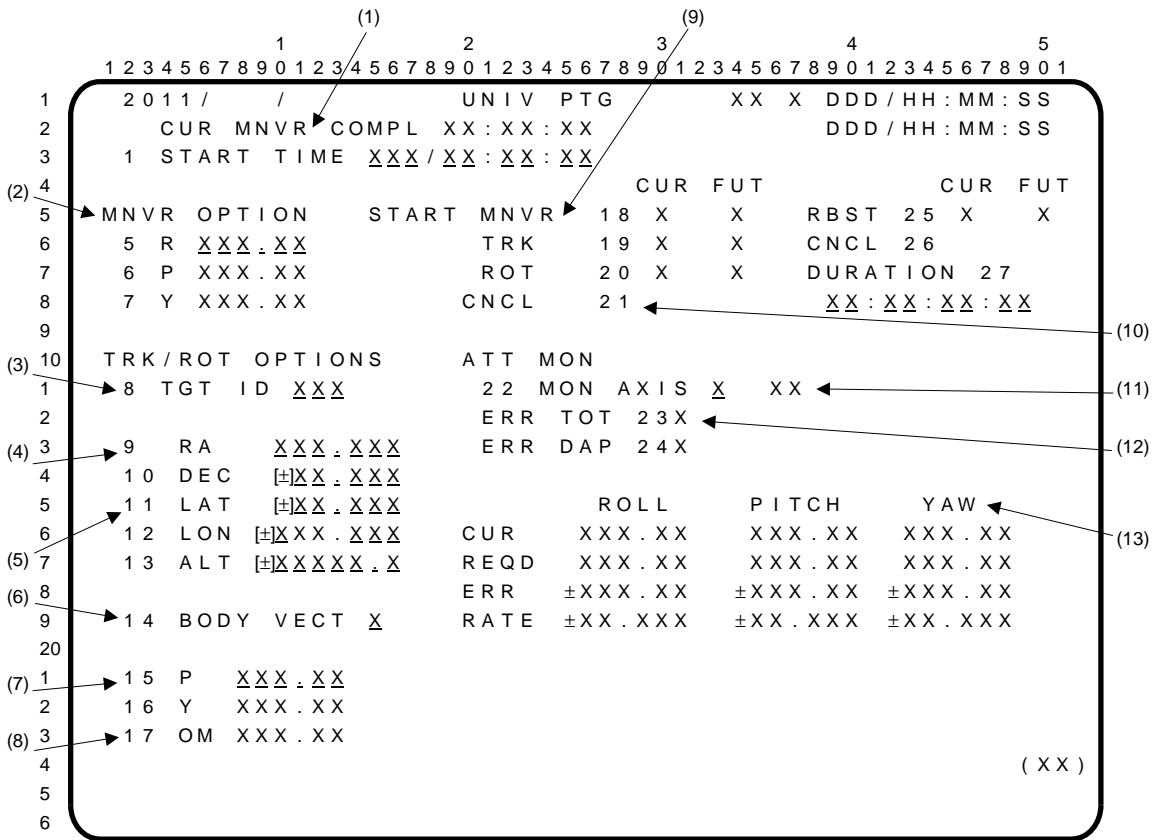 (1) (9)
1 2 3 4 5
1 2 3 4 5 6 7 8 9 0 1 2 3 4 5 6 7 8 9 0 1 2 3 4 5 6 7 8 9 0 1 2 3 4 5 6 7 8 9 0 1 2 3 4 5 6 7 8 9 0 1
1 2011/ / UNIV PTG XX X DDD/HH:MM:SS
2 CUR MNVR COMPL XX:XX:XX DDD/HH:MM:SS
3 1 START TIME XXX/XX:XX:XX
4 CUR FUT CUR FUT
(2) 5 MNVR OPTION START MNVR 18 X X RBST 25 X X
6 5 R XXX.XX TRK 19 X X CNCL 26
7 6 P XXX.XX ROT 20 X X DURATION 27
8 7 Y XXX.XX CNCL 21 XX:XX:XX:XX
9 (10)
10 TRK/ROT OPTIONS ATT MON
(3) 1 8 TGT ID XXX 22 MON AXIS X XX (11)
2 ERR TOT 23X
(4) 3 9 RA XXX.XXX ERR DAP 24X (12)
4 10 DEC [±]XX.XXX
5 11 LAT [±]XX.XXX ROLL PITCH YAW
6 12 LON [±]XXX.XXX CUR XXX.XX XXX.XX XXX.XX (13)
(5) 7 13 ALT [±]XXXXX.X REQD XXX.XX XXX.XX XXX.XX
(6) 8 ERR ±XXX.XX ±XXX.XX ±XXX.XX
9 14 BODY VECT X RATE ±XX.XXX ±XX.XXX ±XX.XXX
20
(7) 1 15 P XXX.XX
2 16 Y XXX.XX
(8) 3 17 OM XXX.XX
4 (XX)
5
6